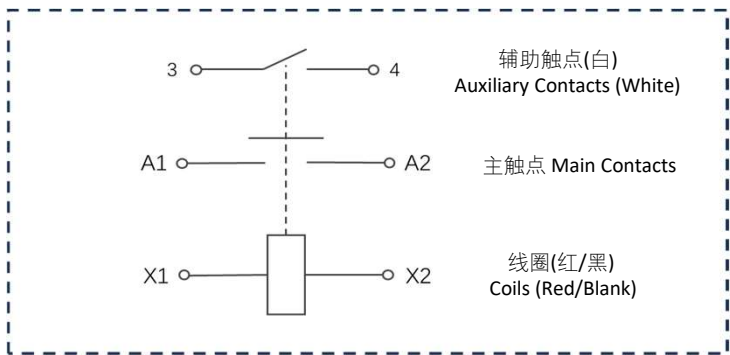 3 4 辅助触点(白)
Auxiliary Contacts (White)
A1 A2 主触点 Main Contacts
X1 X2 线圈(红/黑)
Coils (Red/Blank)